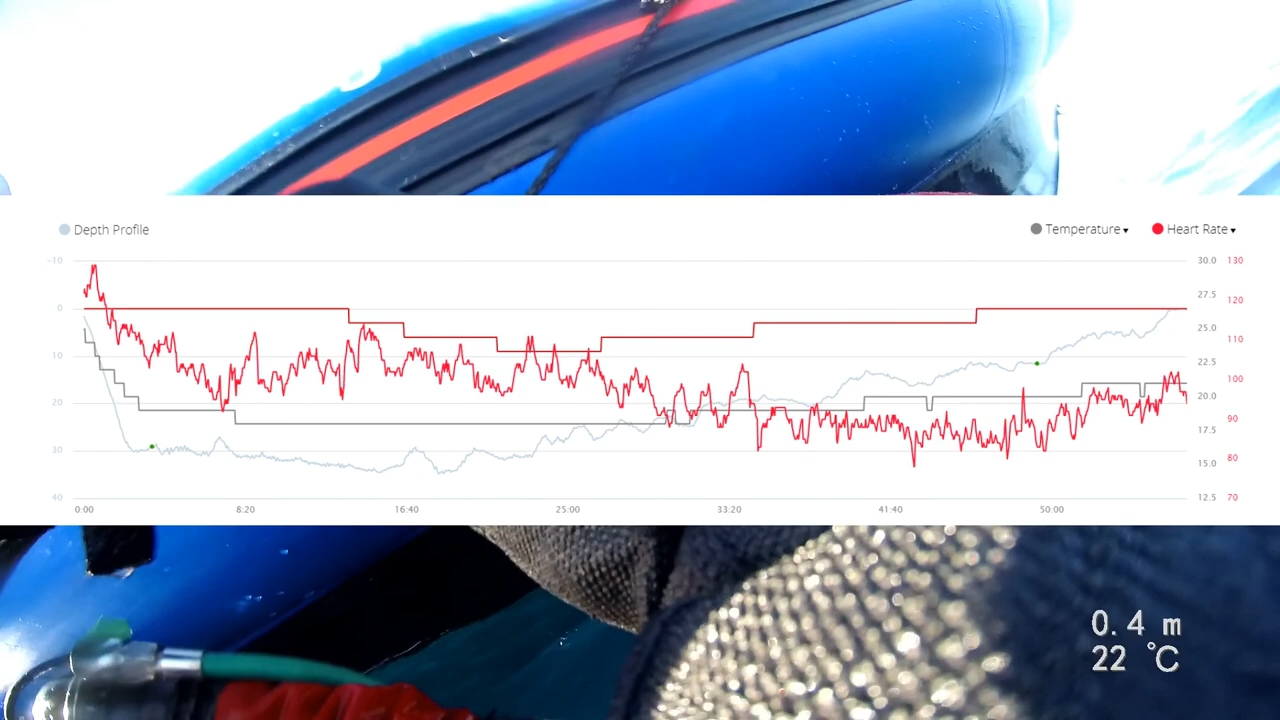 Depth Profile Temperature▾ Heart Rate▾
-10 30.0 130
0 27.5 120
10 25.0 110
20 22.5 100
30 20.0 90
40 17.5 80
15.0 70
12.5
0:00 8:20 16:40 25:00 33:20 41:40 50:00
0.4 m
22 °C